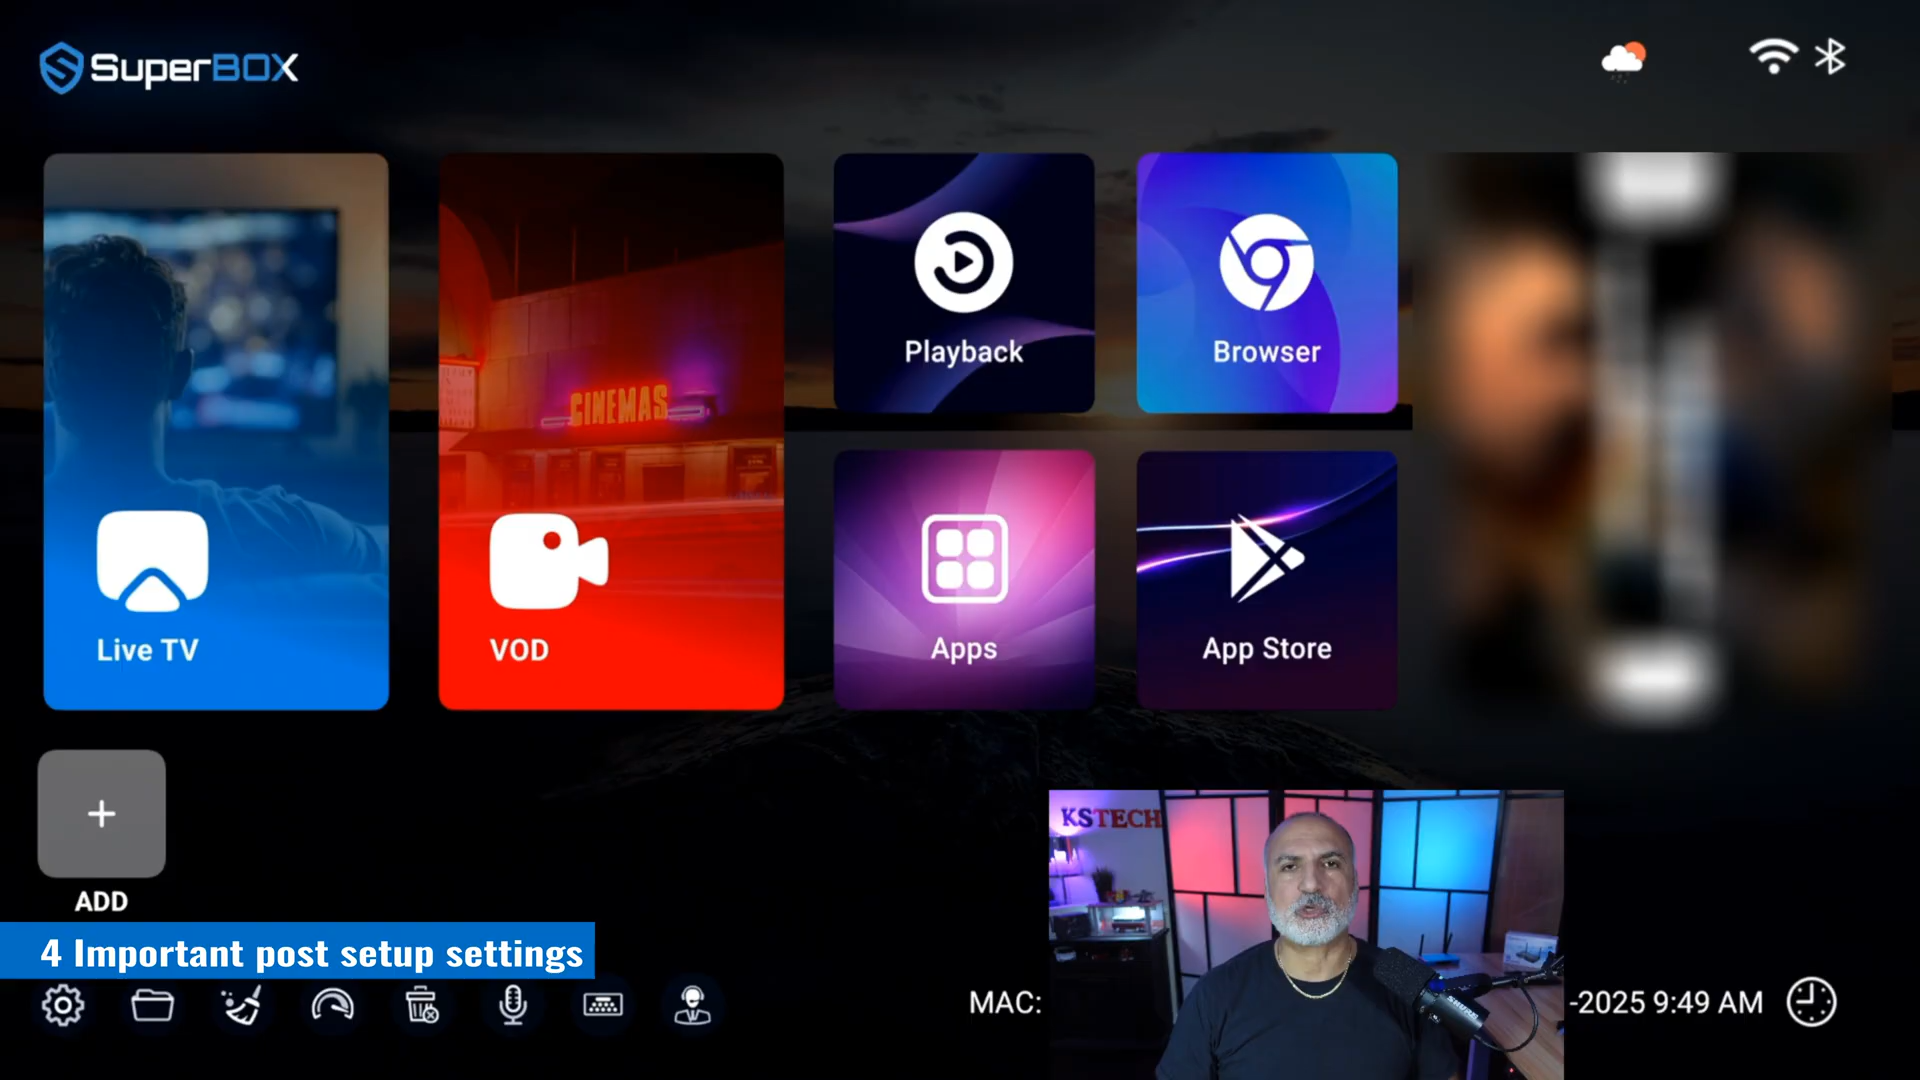 SuperBOX
CINEMAS
Live TV
VOD
Playback
Browser
Apps
App Store
ADD
4 Important post setup settings
KSTECH
MAC:
-2025 9:49 AM